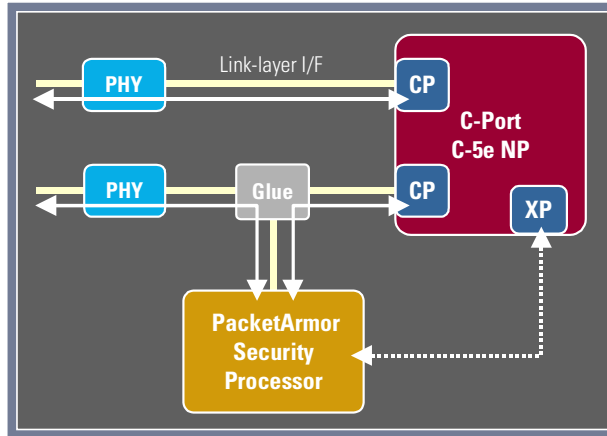 Link-layer I/F
PHY
CP
C-Port
C-5e NP
PHY
Glue
CP
XP
PacketArmor
Security
Processor